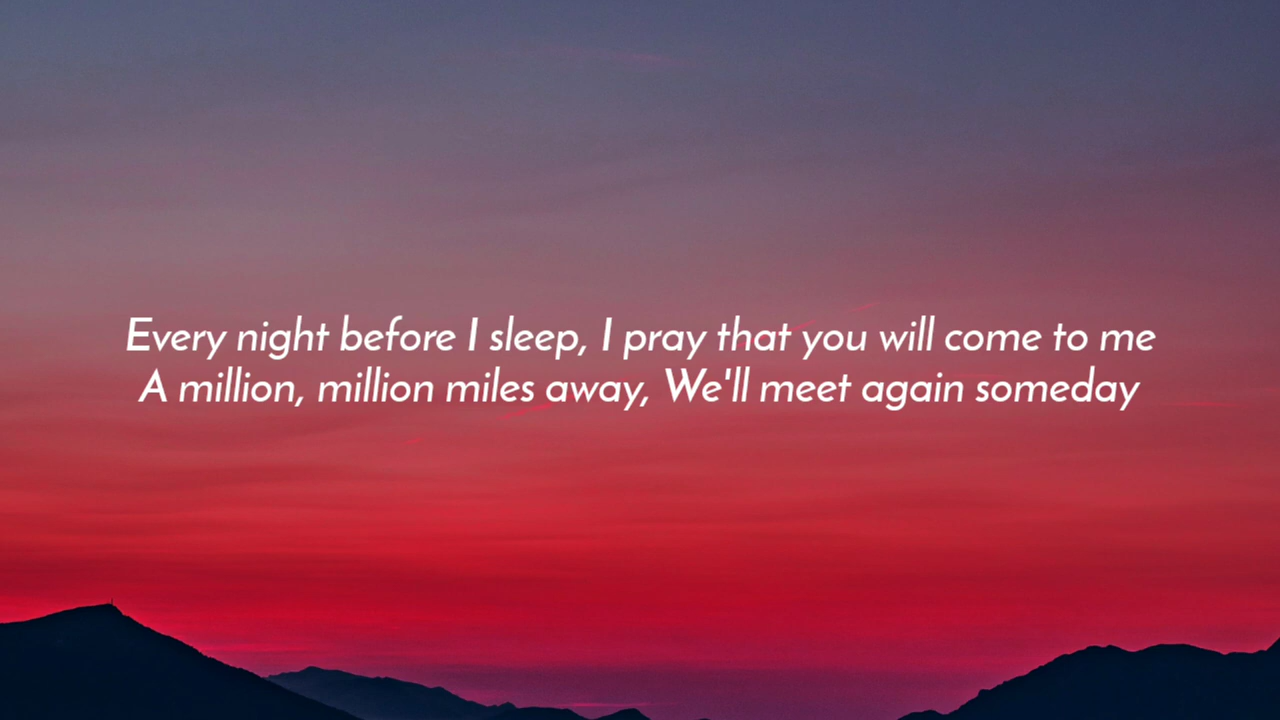 Every night before I sleep, I pray that you will come to me
A million, million miles away, We'll meet again someday